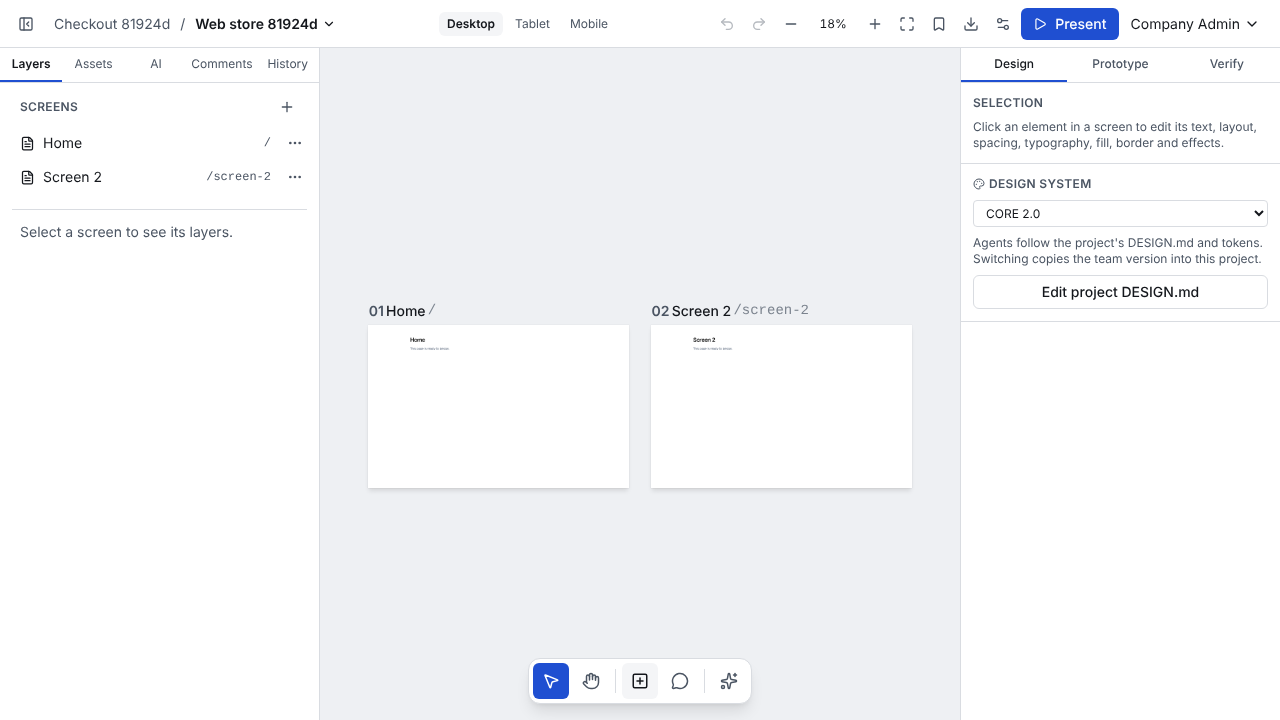 Checkout 81924d / Web store 81924d
Desktop Tablet Mobile
18%
Present
Company Admin
Layers Assets AI Comments History
SCREENS
Home /
Screen 2 /screen-2
Select a screen to see its layers.
01 Home /
Home
02 Screen 2 /screen-2
Screen 2
Design Prototype Verify
SELECTION
Click an element in a screen to edit its text, layout,
spacing, typography, fill, border and effects.
DESIGN SYSTEM
CORE 2.0
Agents follow the project's DESIGN.md and tokens.
Switching copies the team version into this project.
Edit project DESIGN.md